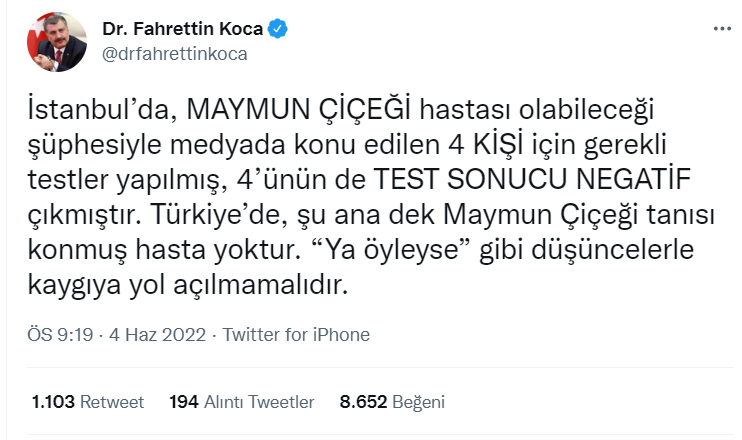 Dr. Fahrettin Koca
@drfahrettinkoca
İstanbul’da, MAYMUN ÇİÇEĞİ hastası olabileceği
şüphesiyle medyada konu edilen 4 KİŞİ için gerekli
testler yapılmış, 4’ünün de TEST SONUCU NEGATİF
çıkmıştır. Türkiye’de, şu ana dek Maymun Çiçeği tanısı
konmuş hasta yoktur. “Ya öyleyse” gibi düşüncelerle
kaygıya yol açılmamalıdır.
ÖS 9:19 · 4 Haz 2022 · Twitter for iPhone
1.103 Retweet 194 Alıntı Tweetler 8.652 Beğeni